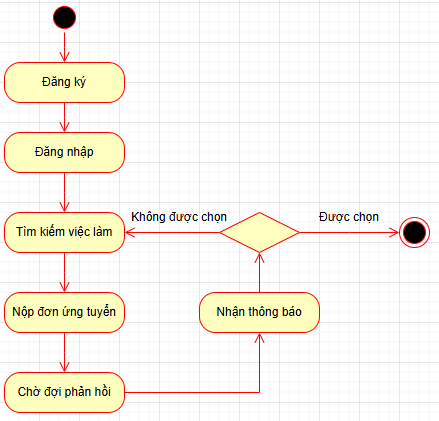 Đăng ký
Đăng nhập
Không được chọn
Được chọn
Tìm kiếm việc làm
Nộp đơn ứng tuyển
Nhận thông báo
Chờ đợi phản hồi